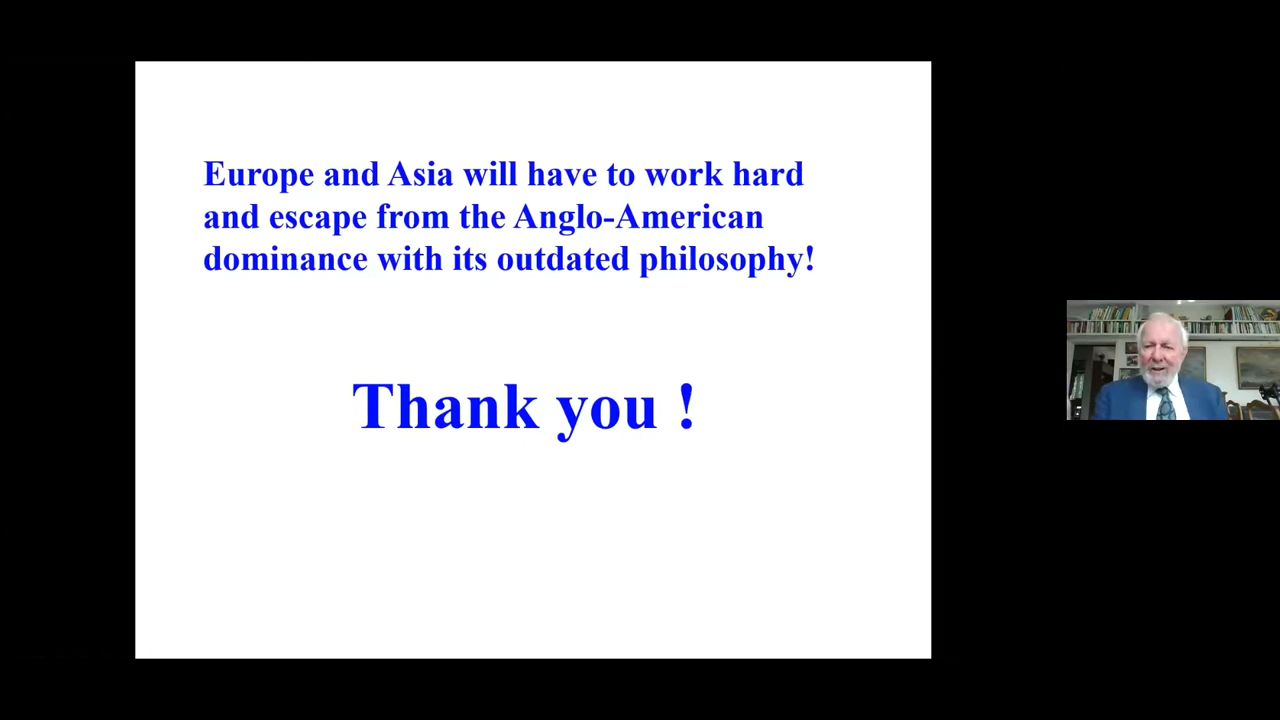 Europe and Asia will have to work hard
and escape from the Anglo-American
dominance with its outdated philosophy!
Thank you !